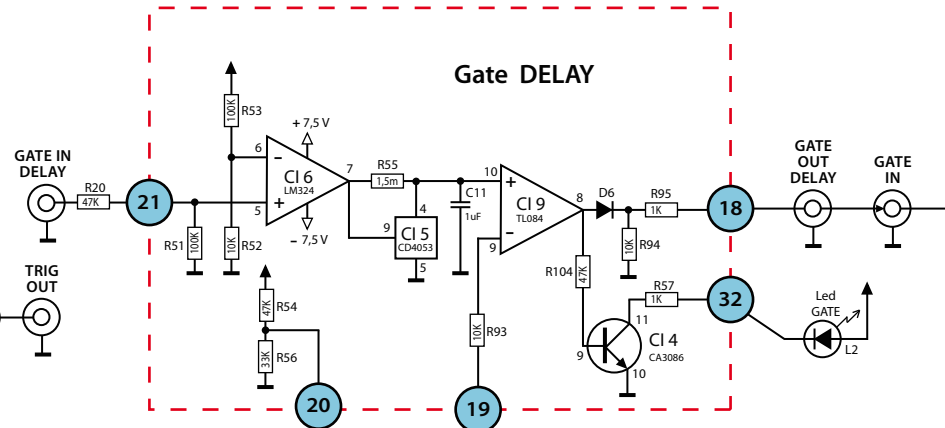 Gate DELAY
GATE IN
DELAY
R20
47K
21
R51
100K
R53
100K
R52
10K
+ 7,5 V
6
–
CI 6
LM324
5
+
7
– 7,5 V
R55
1,5m
9
4
CI 5
CD4053
5
C11
1uF
10
+
CI 9
TL084
–
9
8
D6
R95
1K
R94
10K
18
GATE
OUT
DELAY
GATE
IN
TRIG
OUT
R54
47K
R56
33K
20
R93
10K
19
R104
47K
R57
1K
11
CI 4
CA3086
9
10
32
Led
GATE
L2